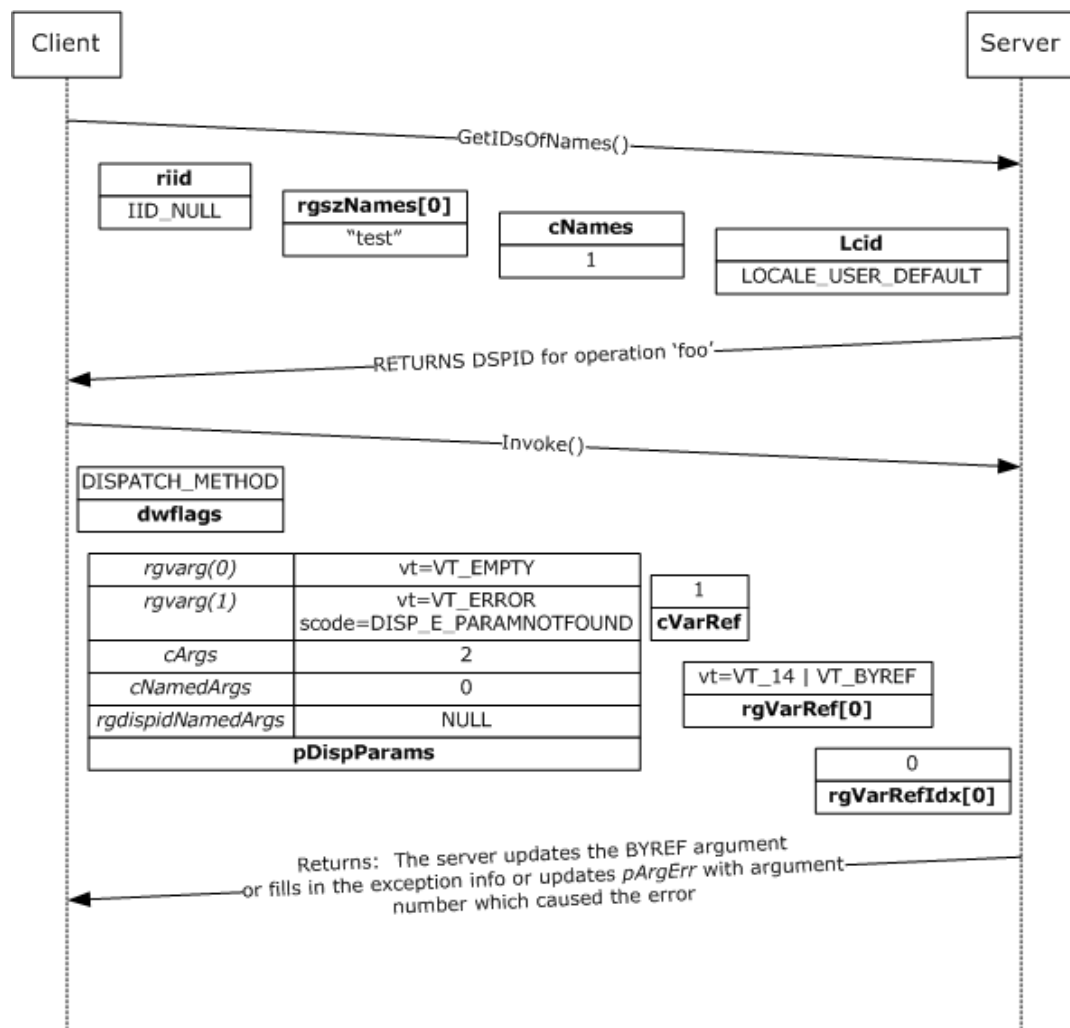 Client
Server
GetIDsOfNames()
riid
IID_NULL
rgszNames[0]
“test”
cNames
1
Lcid
LOCALE_USER_DEFAULT
RETURNS DSPID for operation ‘foo’
Invoke()
DISPATCH_METHOD
dwflags
rgvarg(0) vt=VT_EMPTY
rgvarg(1) vt=VT_ERROR
scode=DISP_E_PARAMNOTFOUND
cArgs 2
cNamedArgs 0
rgdispidNamedArgs NULL
pDispParams
1
cVarRef
vt=VT_14 | VT_BYREF
rgVarRef[0]
0
rgVarRefIdx[0]
Returns: The server updates the BYREF argument
or fills in the exception info or updates pArgErr with argument
number which caused the error